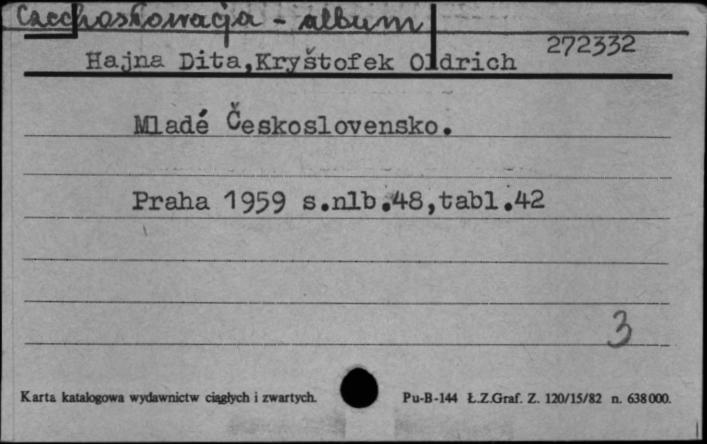 Czechosłowacja - album
272332
Hajna Dita,Kryštofek Oldrich
Mladé Československo.
Praha 1959 s.nlb.48,tabl.42
3
Karta katalogowa wydawnictw ciągłych i zwartych. Pu-B-144 Ł.Z.Graf. Z. 120/15/82 n. 638000.